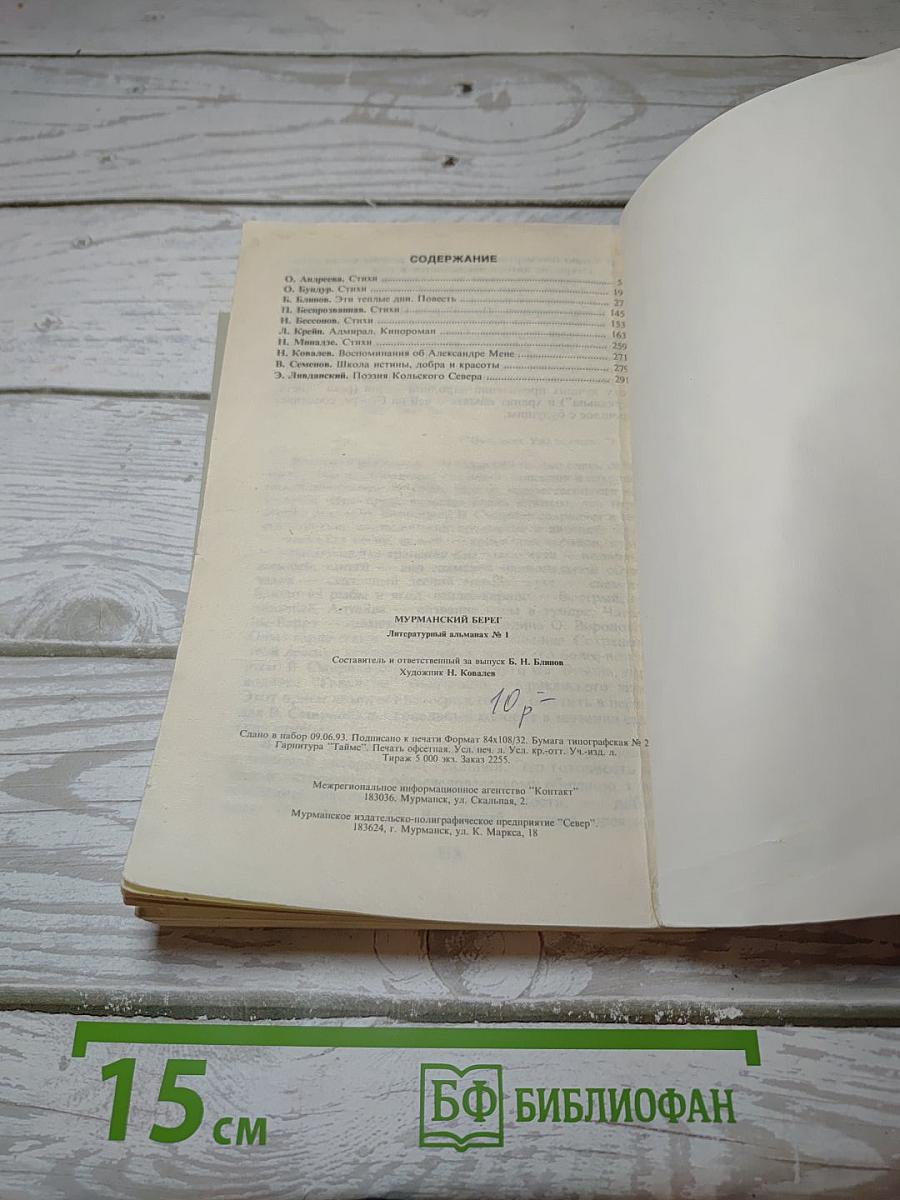 СОДЕРЖАНИЕ
О. Андреева. Стихи 5
О. Бундур. Стихи 19
Б. Блинов. Эти теплые дни. Повесть 27
П. Беспрозванная. Стихи 145
Н. Бессонов. Стихи 153
Л. Крейн. Адмирал. Кинороман 163
Н. Миладзе. Стихи 259
Н. Ковалев. Воспоминания об Александре Мене 271
В. Семенов. Школа истины, добра и красоты 279
Э. Ливданский. Поэзия Кольского Севера 291
МУРМАНСКИЙ БЕРЕГ
Литературный альманах № 1
Составитель и ответственный за выпуск Б. Н. Блинов
Художник Н. Ковалев
10 р =
Сдано в набор 09.06.93. Подписано к печати Формат 84х108/32. Бумага типографская № 2
Гарнитура "Таймс". Печать офсетная. Усл. печ. л. Усл. кр.-отт. Уч.-изд. л.
Тираж 5 000 экз. Заказ 2255.
Межрегиональное информационное агентство "Контакт"
183036. Мурманск, ул. Скальная, 2.
Мурманское издательско-полиграфическое предприятие "Север".
183624, г. Мурманск, ул. К. Маркса, 18
15 см
БФ БИБЛИОФАН